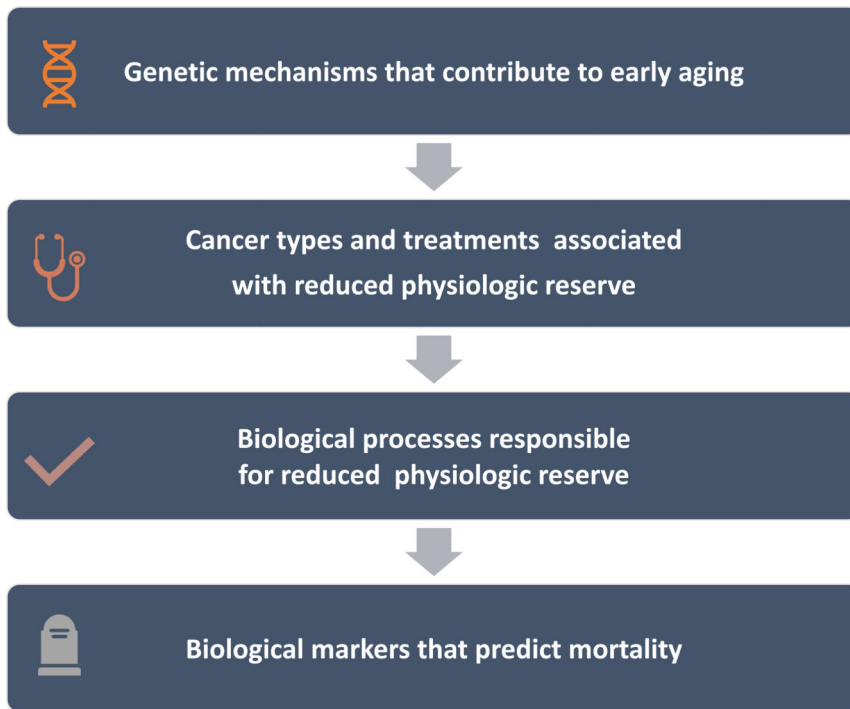 Genetic mechanisms that contribute to early aging
Cancer types and treatments associated
with reduced physiologic reserve
Biological processes responsible
for reduced physiologic reserve
Biological markers that predict mortality